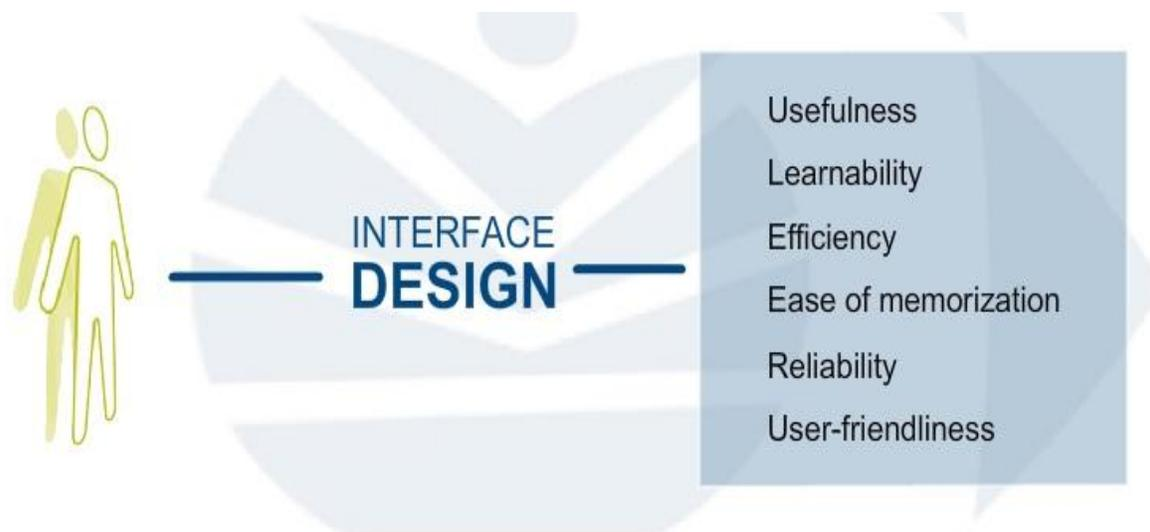 INTERFACE
DESIGN
Usefulness
Learnability
Efficiency
Ease of memorization
Reliability
User-friendliness